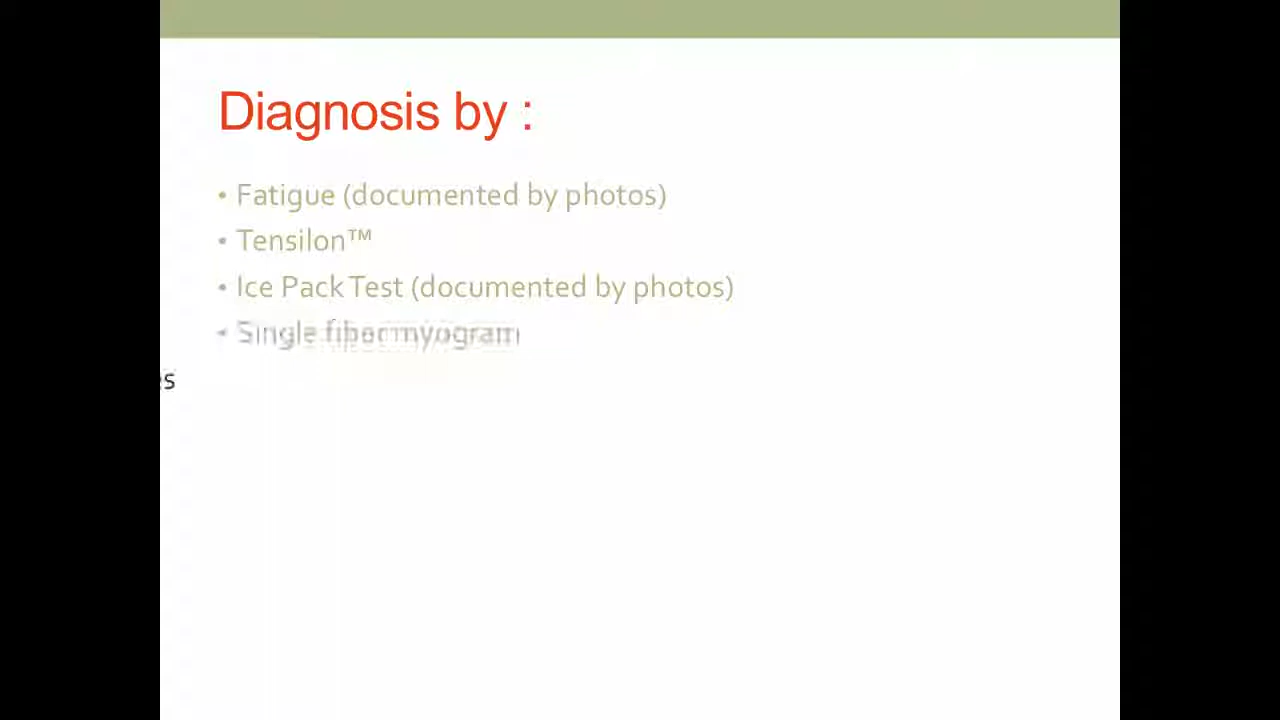 Diagnosis by :
• Fatigue (documented by photos)
• Tensilon™
• Ice Pack Test (documented by photos)
• Single fiber myogram